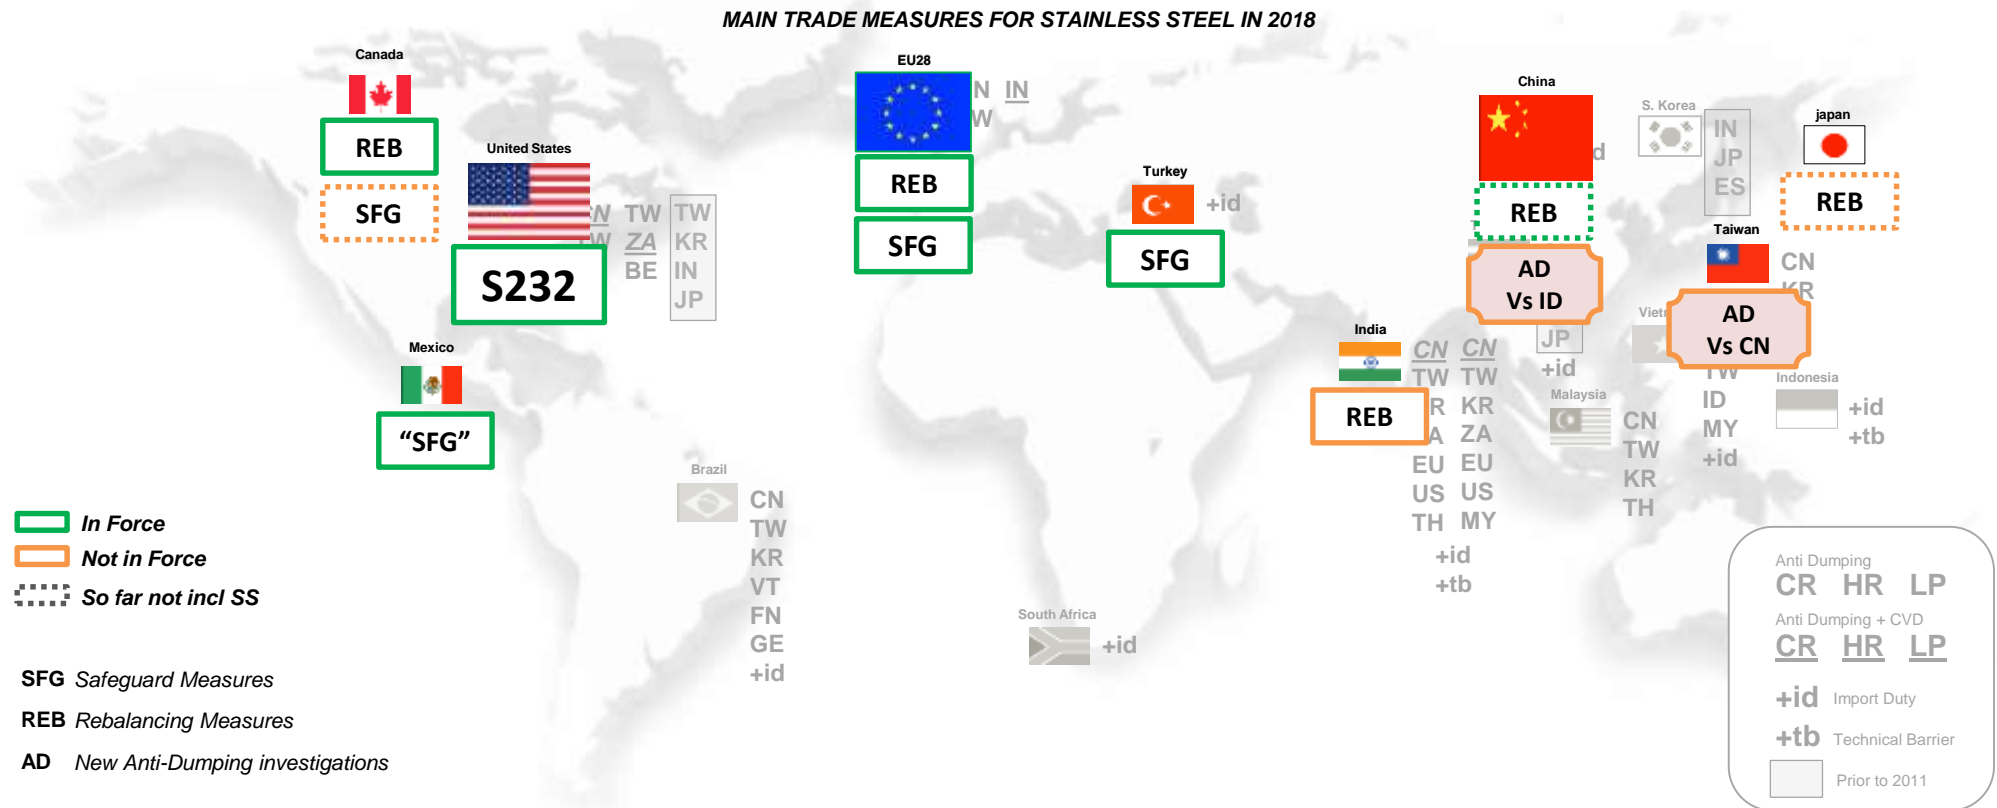 MAIN TRADE MEASURES FOR STAINLESS STEEL IN 2018
Canada
REB
SFG
United States
S232
CN TW TW
TW ZA KR
BE IN
JP
Mexico
“SFG”
Brazil
CN
TW
KR
VT
FN
GE
+id
EU28
N IN
W
REB
SFG
Turkey
+id
SFG
South Africa
+id
China
d
REB
AD
Vs ID
JP
+id
S. Korea
IN
JP
ES
japan
REB
Taiwan
CN
KR
AD
Vs CN
Vietn
TW
ID
MY
+id
India
REB
CN CN
TW TW
R KR
A ZA
EU EU
US US
TH MY
+id
+tb
Malaysia
CN
TW
KR
TH
Indonesia
+id
+tb
In Force
Not in Force
So far not incl SS
SFG Safeguard Measures
REB Rebalancing Measures
AD New Anti-Dumping investigations
Anti Dumping
CR HR LP
Anti Dumping + CVD
CR HR LP
+id Import Duty
+tb Technical Barrier
Prior to 2011